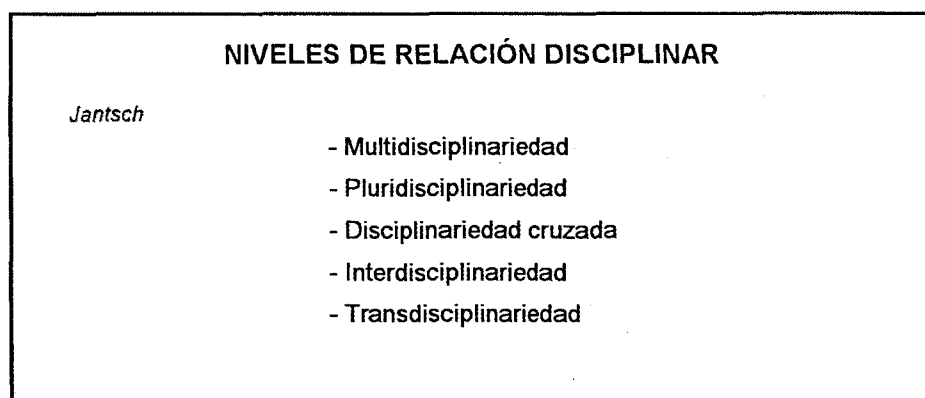 NIVELES DE RELACIÓN DISCIPLINAR
Jantsch
- Multidisciplinariedad
- Pluridisciplinariedad
- Disciplinariedad cruzada
- Interdisciplinariedad
- Transdisciplinariedad